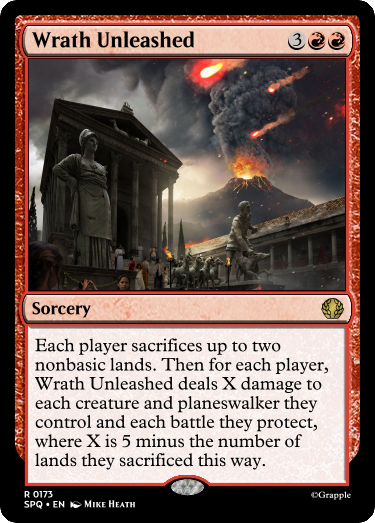 Wrath Unleashed 3
Sorcery
Each player sacrifices up to two
nonbasic lands. Then for each player,
Wrath Unleashed deals X damage to
each creature and planeswalker they
control and each battle they protect,
where X is 5 minus the number of
lands they sacrificed this way.
R 0173
SPQ • EN Mike Heath
©Grapple